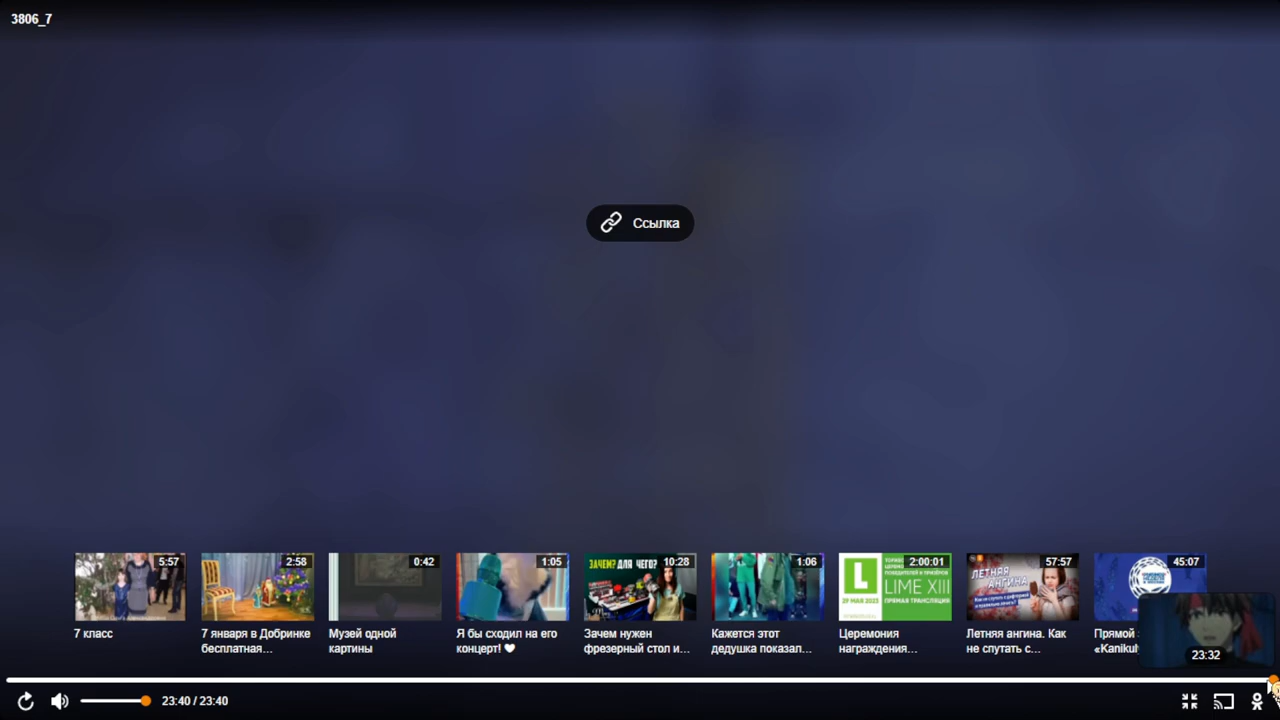 3806_7
Ссылка
5:57
2:58
0:42
1:05
ЗАЧЕМ? ДЛЯ ЧЕГО?
10:28
1:06
2:00:01
L
LIME XIII
29 МАЯ 2023
ПРЯМАЯ ТРАНСЛЯЦИЯ
57:57
ЛЕТНЯЯ
АНГИНА
45:07
7 класс
7 января в Добринке
бесплатная...
Музей одной
картины
Я бы сходил на его
концерт! ♥
Зачем нужен
фрезерный стол и...
Кажется этот
дедушка показал...
Церемония
награждения...
Летняя ангина. Как
не спутать с...
Прямой
«Kanikul
23:32
23:40 / 23:40